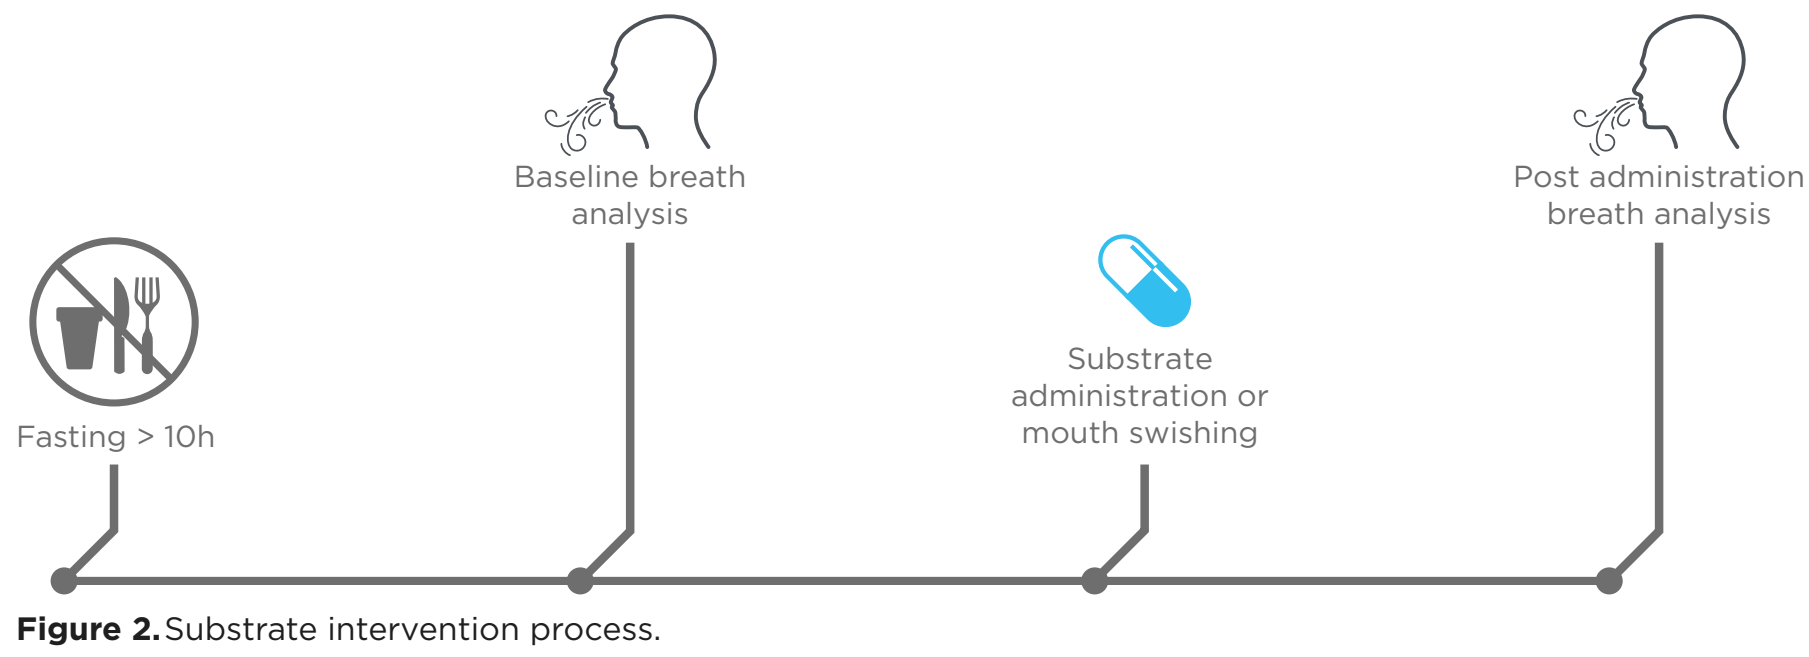 Fasting > 10h
Baseline breath
analysis
Substrate
administration or
mouth swishing
Post administration
breath analysis
Figure 2. Substrate intervention process.